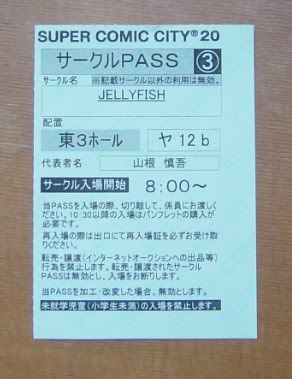 SUPER COMIC CITY® 20
サークルPASS ③
サークル名 ※記載サークル以外の利用は無効。
JELLYFISH
配置
東3ホール ヤ 12b
代表者名 山根 慎吾
サークル入場開始 8:00～
当PASSを入場の際、切り離して、係員にお渡しく
ださい。10:30以降の入場はパンフレットの購入が
必要です。
再入場の際は出口にて再入場証を必ずお受け取
りください。
転売・譲渡(インターネットオークションへの出品等)
行為を禁止します。転売・譲渡されたサークル
PASSは無効とし、入場をお断りします。
当PASSを加工・改変した場合、無効とします。
未就学児童(小学生未満)の入場を禁止します。